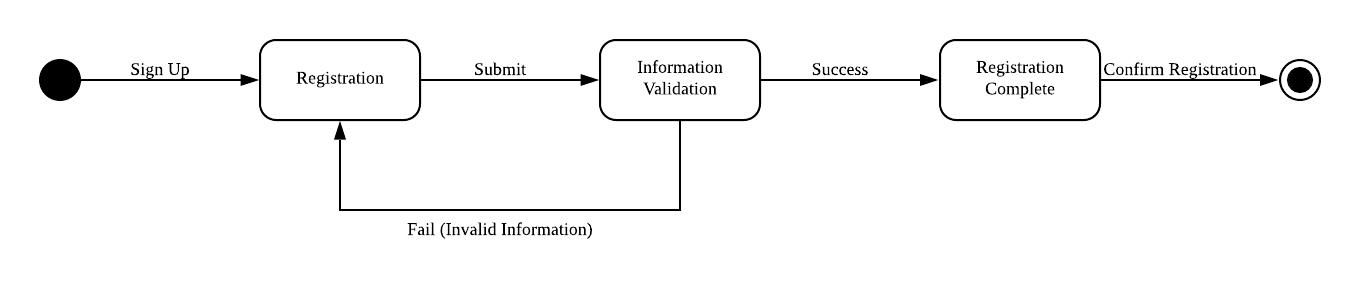 Sign Up
Registration
Submit
Information
Validation
Success
Registration
Complete
Confirm Registration
Fail (Invalid Information)